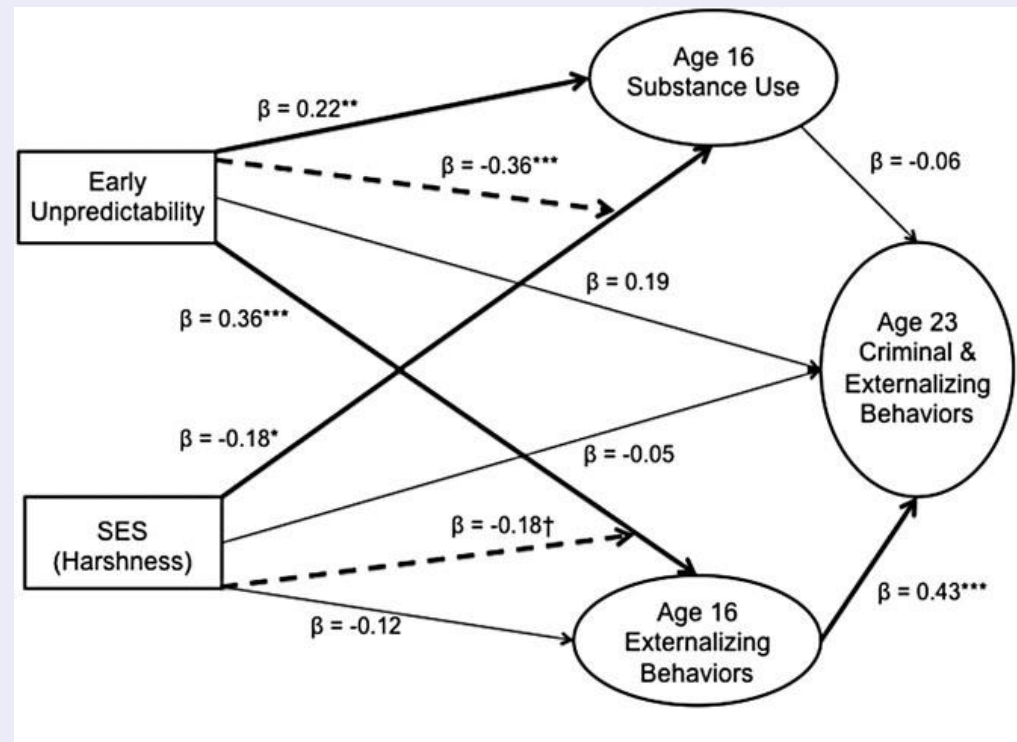 Age 16
Substance Use
β = 0.22**
β = -0.36***
β = -0.06
Early
Unpredictability
β = 0.19
β = 0.36***
Age 23
Criminal &
Externalizing
Behaviors
β = -0.18*
β = -0.05
SES
(Harshness)
β = -0.18†
β = 0.43***
β = -0.12
Age 16
Externalizing
Behaviors